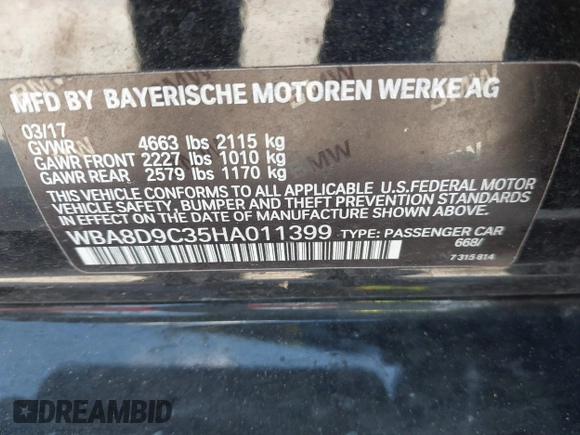 MFD BY BAYERISCHE MOTOREN WERKE AG
03/17
GVWR 4663 lbs 2115 kg
GAWR FRONT 2227 lbs 1010 kg
GAWR REAR 2579 lbs 1170 kg
THIS VEHICLE CONFORMS TO ALL APPLICABLE U.S.FEDERAL MOTOR
VEHICLE SAFETY, BUMPER AND THEFT PREVENTION STANDARDS
IN EFFECT ON THE DATE OF MANUFACTURE SHOWN ABOVE.
WBA8D9C35HA011399 TYPE: PASSENGER CAR
668/
7 315 814
DREAMBID